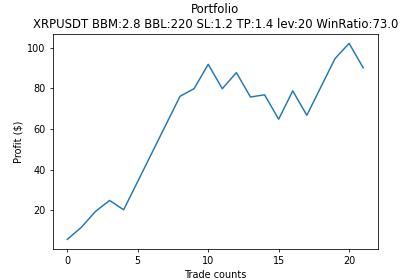 Portfolio
XRPUSDT BBM:2.8 BBL:220 SL:1.2 TP:1.4 lev:20 WinRatio:73.0
100
80
60
40
20
Profit ($)
0 5 10 15 20
Trade counts